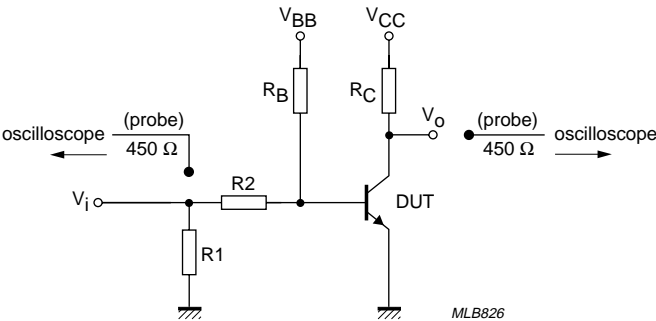 VBB
VCC
RB
RC
Vo
(probe)
450 Ω
oscilloscope
(probe)
450 Ω
oscilloscope
R2
DUT
Vi
R1
MLB826